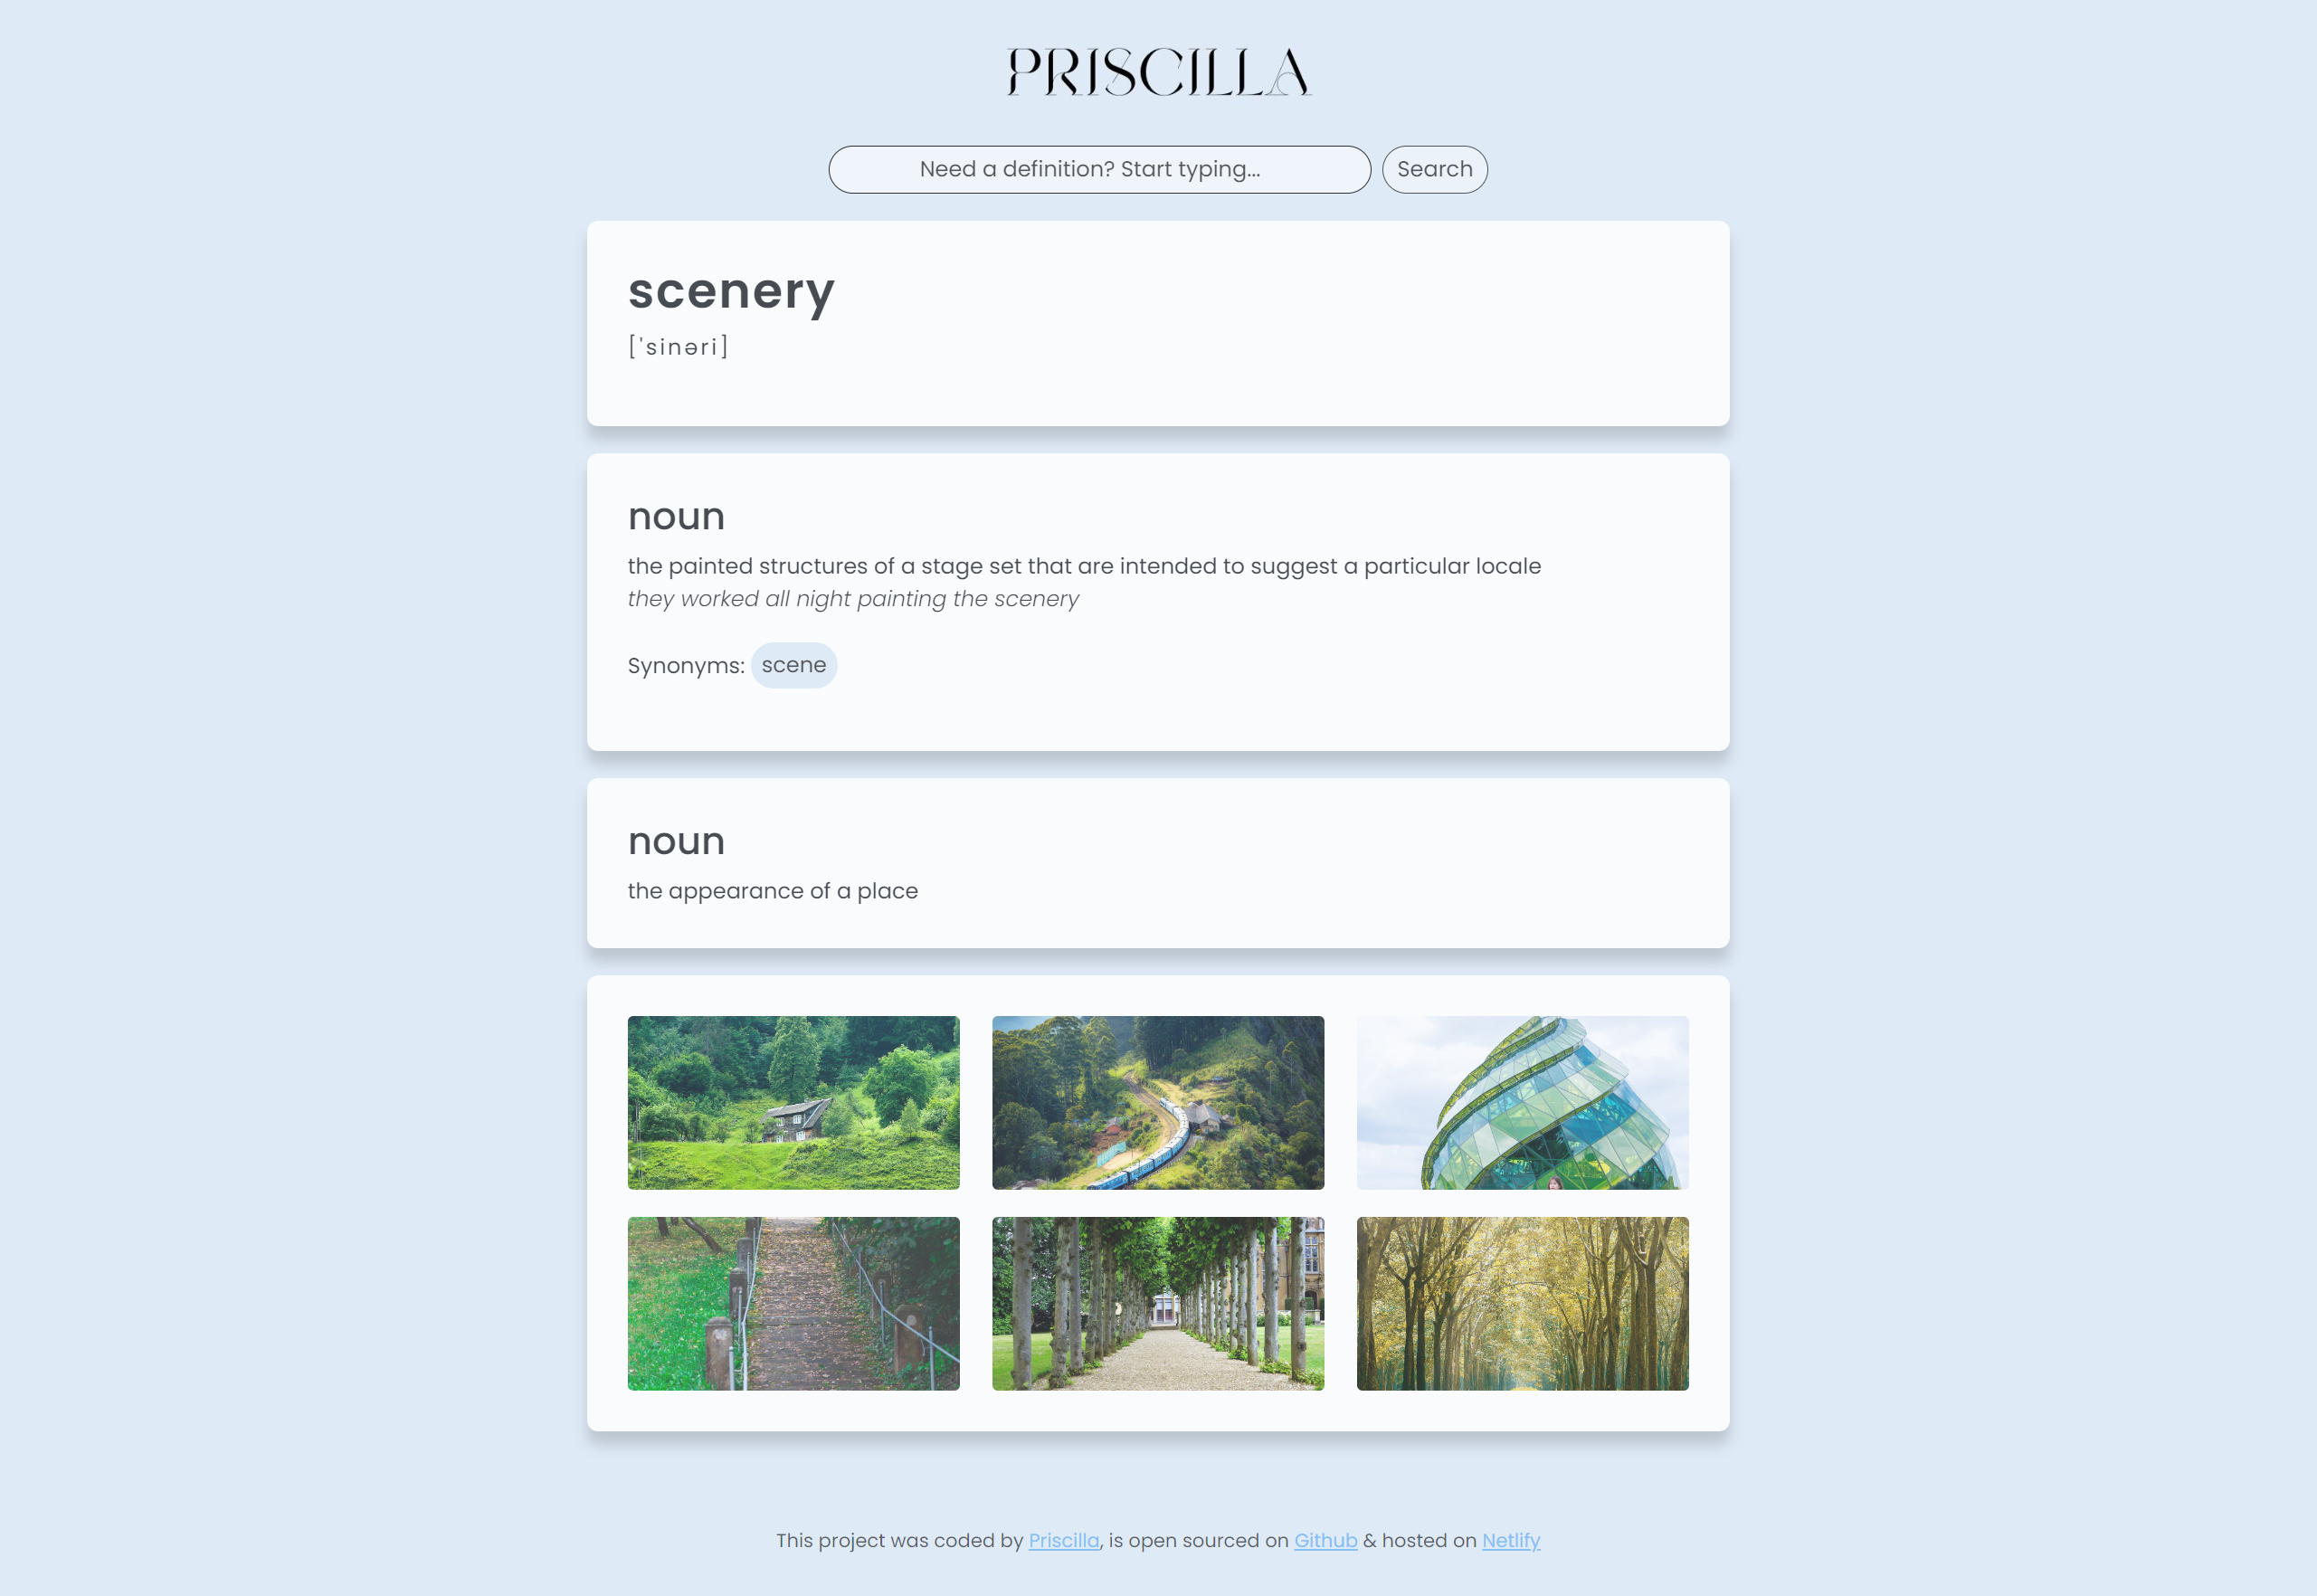 PRISCILLA
Need a definition? Start typing... Search
scenery
['sinəri]
noun
the painted structures of a stage set that are intended to suggest a particular locale
they worked all night painting the scenery
Synonyms: scene
noun
the appearance of a place
This project was coded by Priscilla, is open sourced on Github & hosted on Netlify